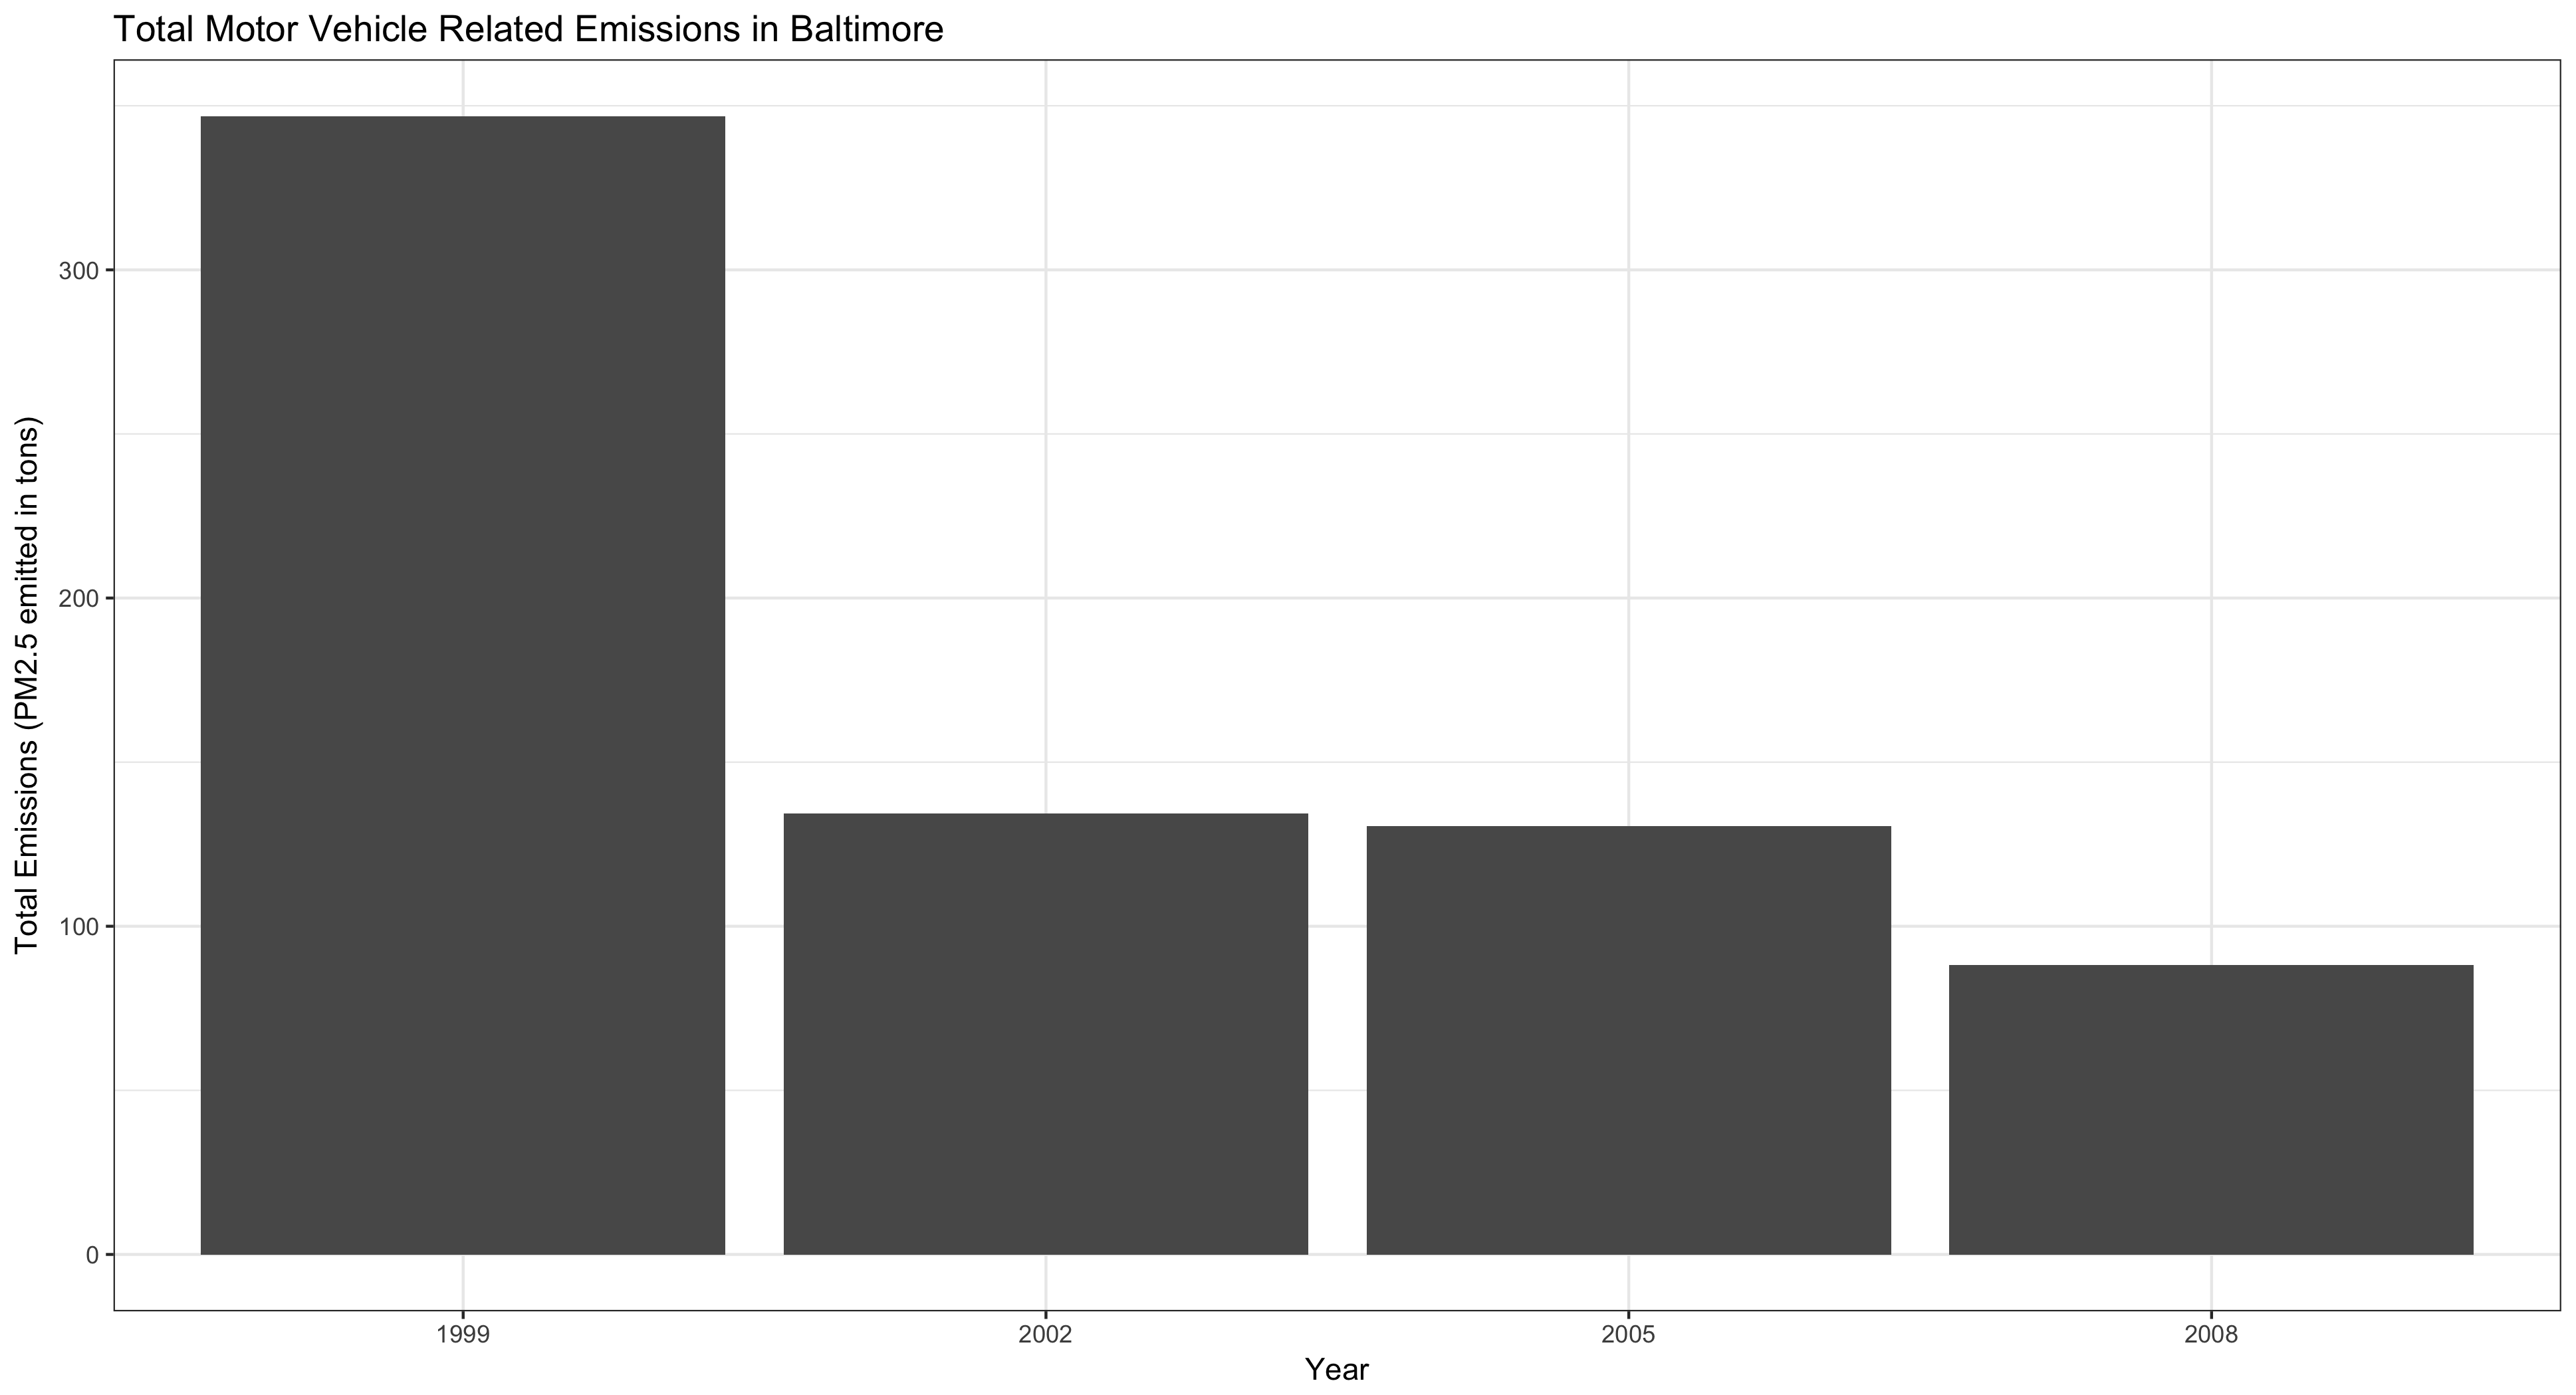 Total Motor Vehicle Related Emissions in Baltimore
Total Emissions (PM2.5 emitted in tons)
300
200
100
0
1999
2002
2005
2008
Year